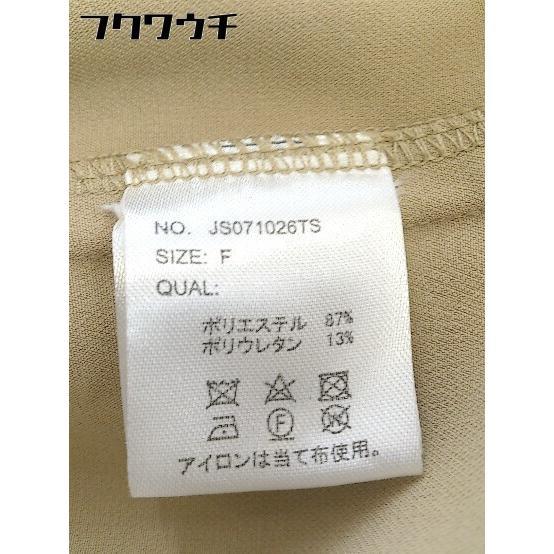 フクワウチ
NO. JS071026TS
SIZE: F
QUAL:
ポリエステル 87%
ポリウレタン 13%
F
アイロンは当て布使用。